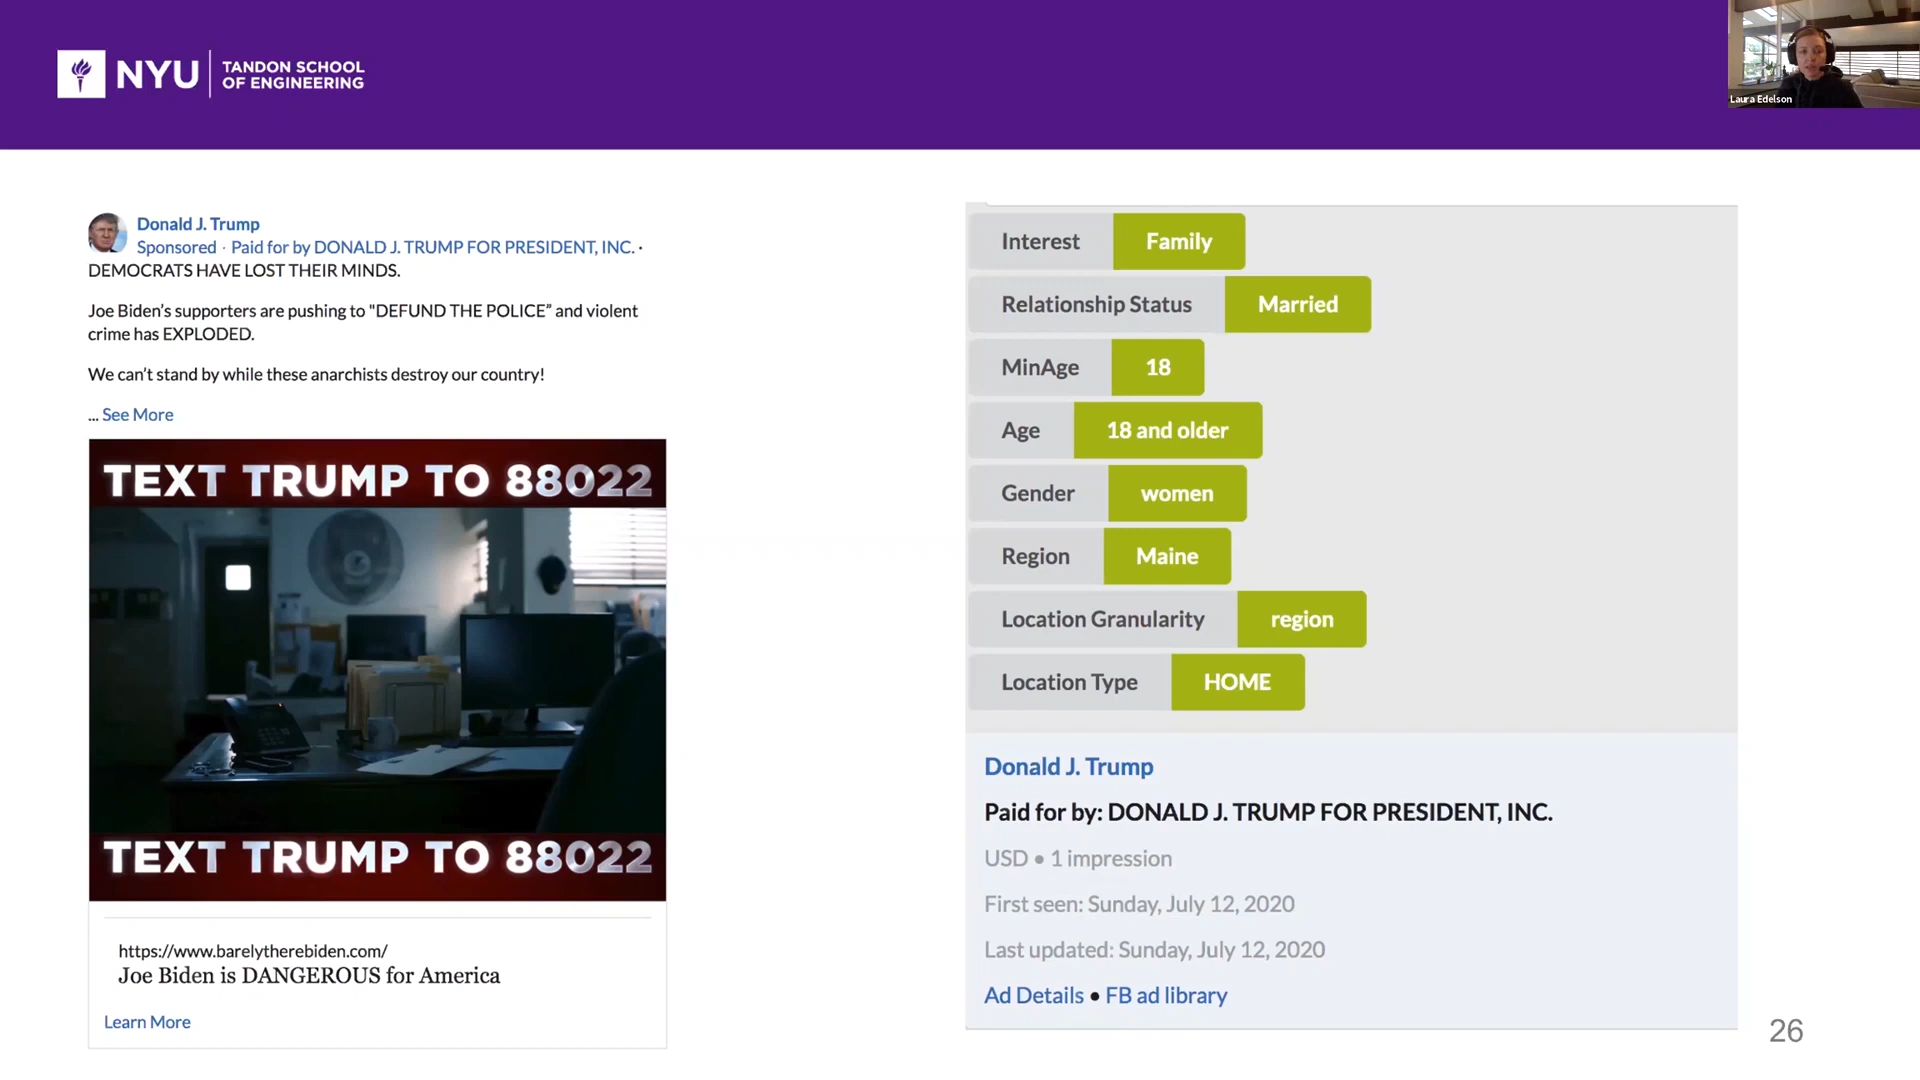 NYU
TANDON SCHOOL
OF ENGINEERING
Laura Edelson
Donald J. Trump
Sponsored · Paid for by DONALD J. TRUMP FOR PRESIDENT, INC. ·
DEMOCRATS HAVE LOST THEIR MINDS.
Joe Biden’s supporters are pushing to "DEFUND THE POLICE” and violent
crime has EXPLODED.
We can’t stand by while these anarchists destroy our country!
... See More
TEXT TRUMP TO 88022
TEXT TRUMP TO 88022
https://www.barelytherebiden.com/
Joe Biden is DANGEROUS for America
Learn More
Interest Family
Relationship Status Married
MinAge 18
Age 18 and older
Gender women
Region Maine
Location Granularity region
Location Type HOME
Donald J. Trump
Paid for by: DONALD J. TRUMP FOR PRESIDENT, INC.
USD • 1 impression
First seen: Sunday, July 12, 2020
Last updated: Sunday, July 12, 2020
Ad Details • FB ad library
26